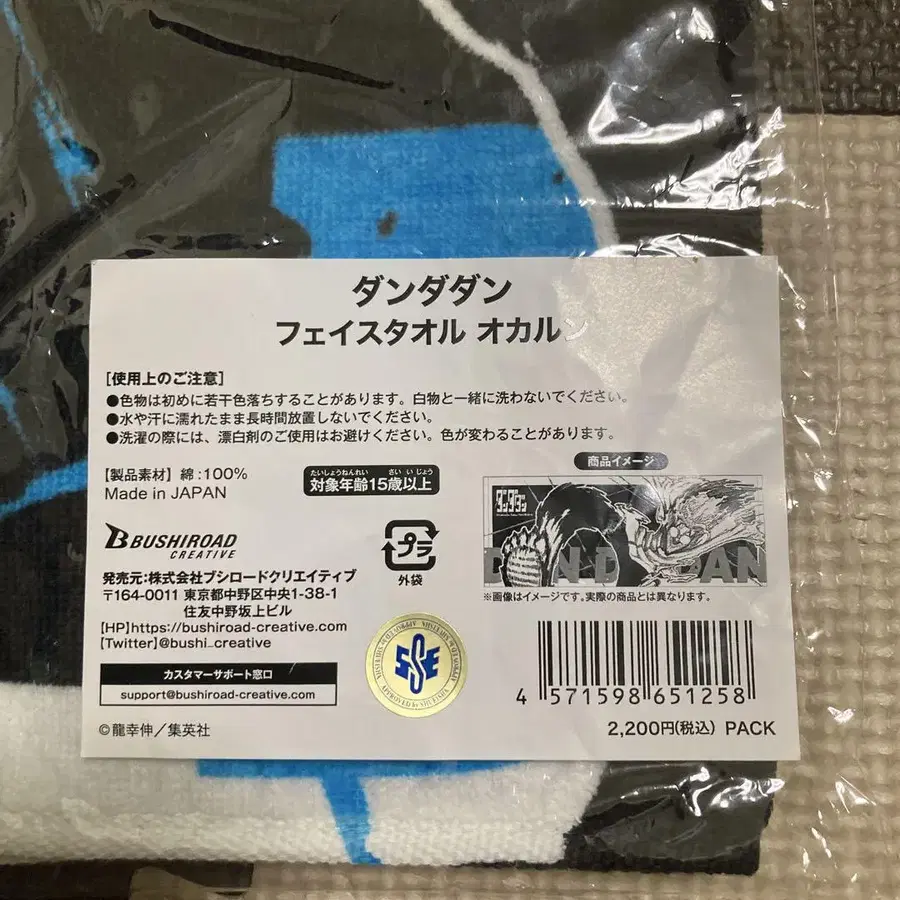 ダンダダン
フェイスタオル オカルン
[使用上のご注意]
●色物は初めに若干色落ちすることがあります。白物と一緒に洗わないでください。
●水や汗に濡れたまま長時間放置しないでください。
●洗濯の際には、漂白剤のご使用はお避けください。色が変わることがあります。
【製品素材】綿:100%
Made in JAPAN
たいしょうねんれい さいいじょう
対象年齢15歳以上
商品イメージ
ダンダダン
DANDADAN
※画像はイメージです。実際の商品とは異なります。
BUSHIROAD
CREATIVE
プラ
外袋
発売元:株式会社ブシロードクリエイティブ
〒164-0011 東京都中野区中央1-38-1
住友中野坂上ビル
[HP]https://bushiroad-creative.com
[Twitter]@bushi_creative
カスタマーサポート窓口
support@bushiroad-creative.com
SSE
4 571598 651258
©龍幸伸/集英社
2,200円(税込) PACK